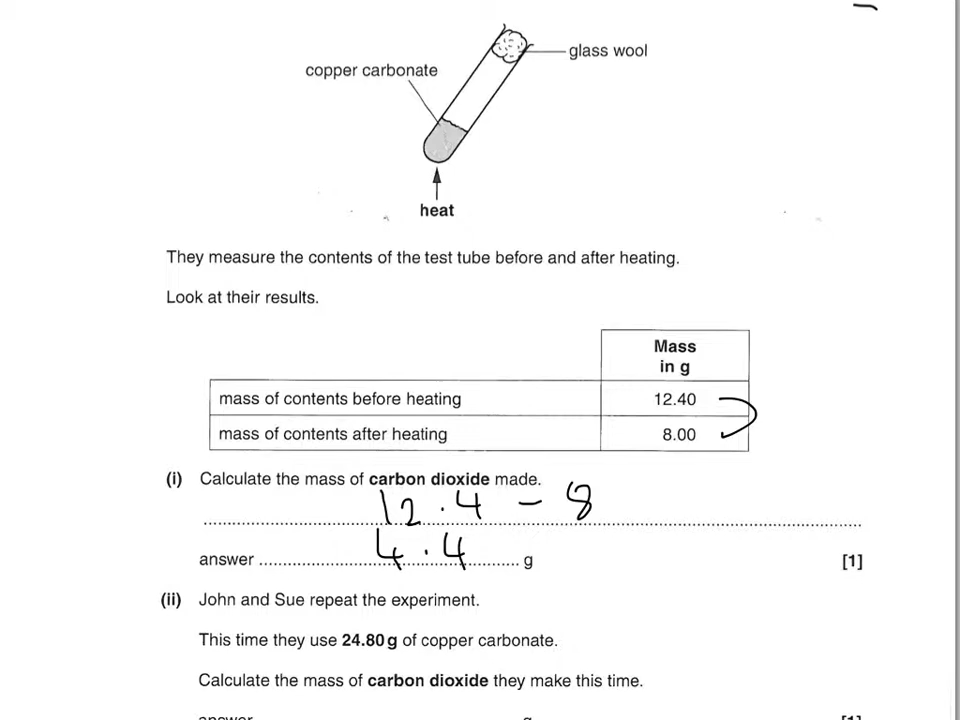 glass wool
copper carbonate
heat
They measure the contents of the test tube before and after heating.
Look at their results.
Mass
in g
mass of contents before heating 12.40
mass of contents after heating 8.00
(i) Calculate the mass of carbon dioxide made.
12.4 - 8
answer 4.4 g [1]
(ii) John and Sue repeat the experiment.
This time they use 24.80 g of copper carbonate.
Calculate the mass of carbon dioxide they make this time.
answer g [1]